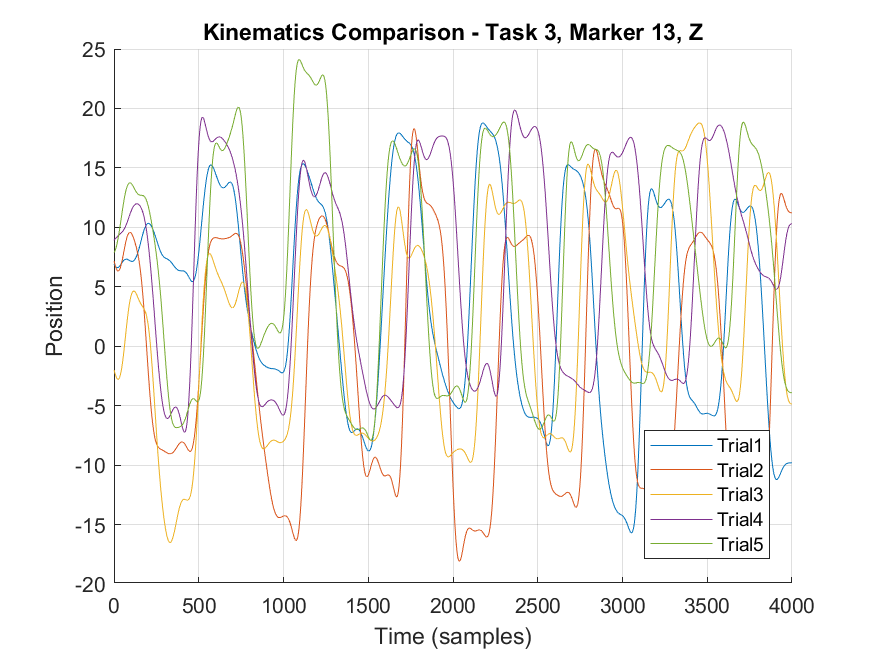 Kinematics Comparison - Task 3, Marker 13, Z
25
20
15
10
5
0
-5
-10
-15
-20
Position
0 500 1000 1500 2000 2500 3000 3500 4000
Time (samples)
Trial1
Trial2
Trial3
Trial4
Trial5